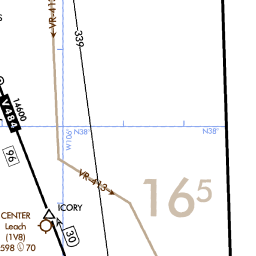 VR-413
339
14600
V484
96
W106°
N38°
N38°
VR-413
16⁵
ICORY
30
CENTER
Leach
(1V8)
598 70